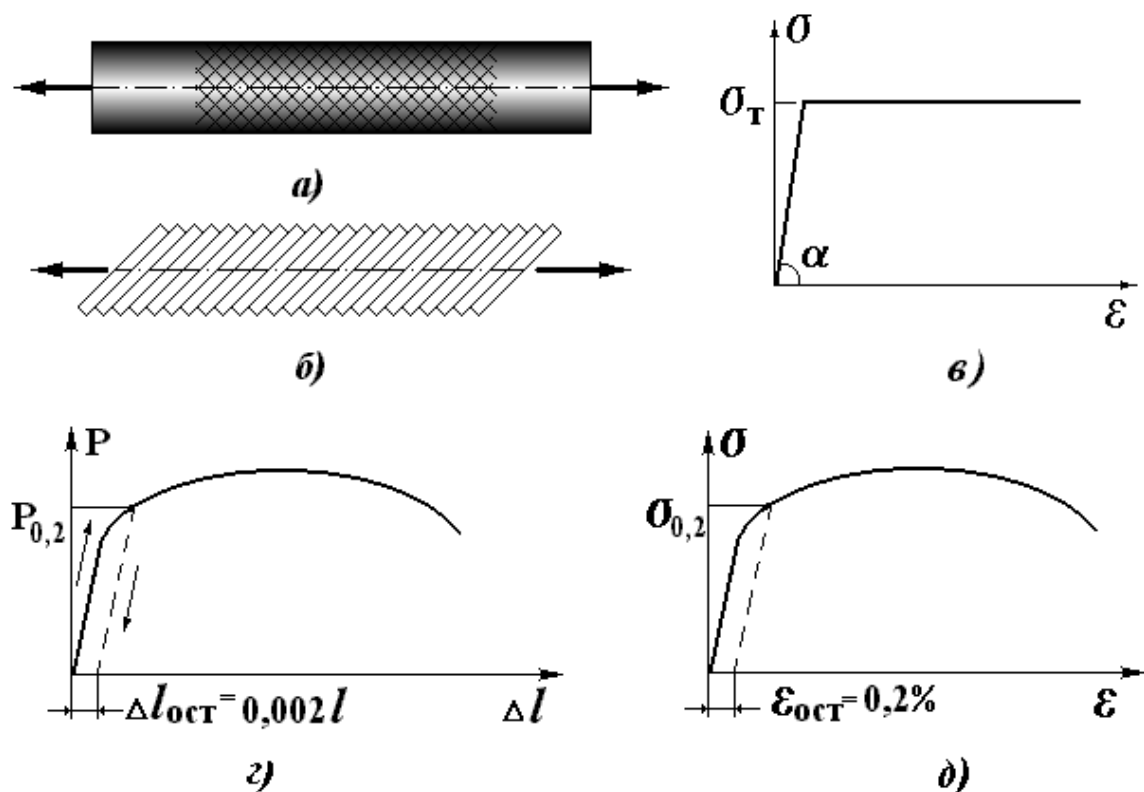 а)
б)
σ
σт
α
ε
в)
P
P0,2
Δlост=0,002l
Δl
г)
σ
σ0,2
εост=0,2%
ε
д)